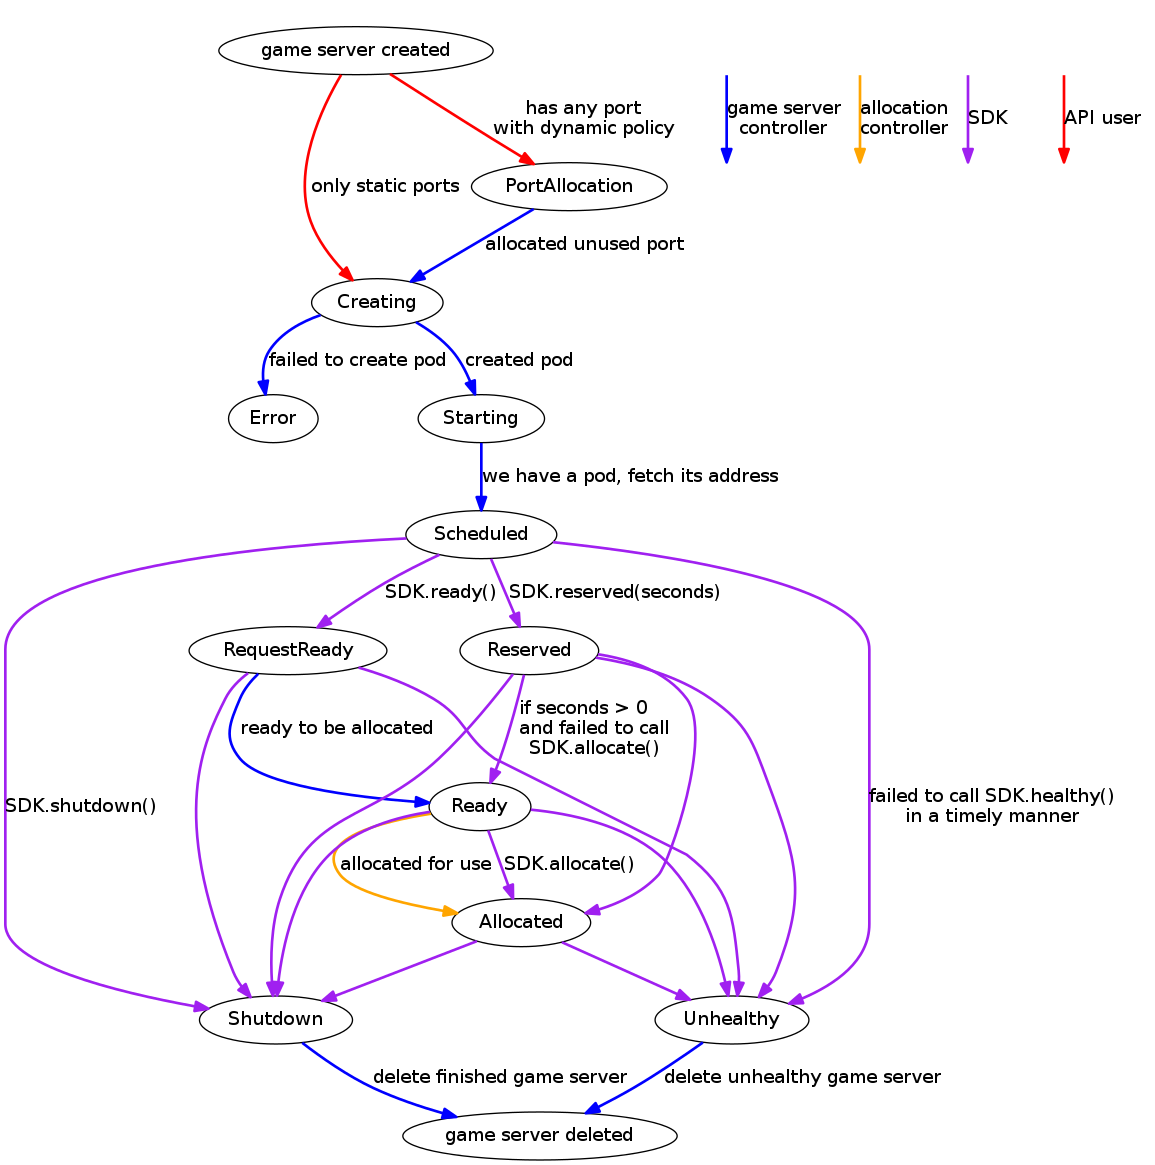 game server created
has any port
with dynamic policy
game server
controller
allocation
controller
SDK
API user
only static ports
PortAllocation
allocated unused port
Creating
failed to create pod
created pod
Error
Starting
we have a pod, fetch its address
Scheduled
SDK.ready()
SDK.reserved(seconds)
RequestReady
Reserved
ready to be allocated
if seconds > 0
and failed to call
SDK.allocate()
SDK.shutdown()
Ready
failed to call SDK.healthy()
in a timely manner
allocated for use
SDK.allocate()
Allocated
Shutdown
Unhealthy
delete finished game server
delete unhealthy game server
game server deleted